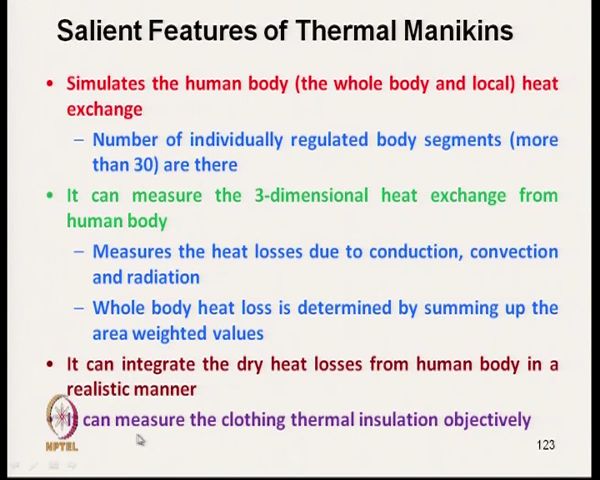 Salient Features of Thermal Manikins
• Simulates the human body (the whole body and local) heat
exchange
– Number of individually regulated body segments (more
than 30) are there
• It can measure the 3-dimensional heat exchange from
human body
– Measures the heat losses due to conduction, convection
and radiation
– Whole body heat loss is determined by summing up the
area weighted values
• It can integrate the dry heat losses from human body in a
realistic manner
• It can measure the clothing thermal insulation objectively
NPTEL
123